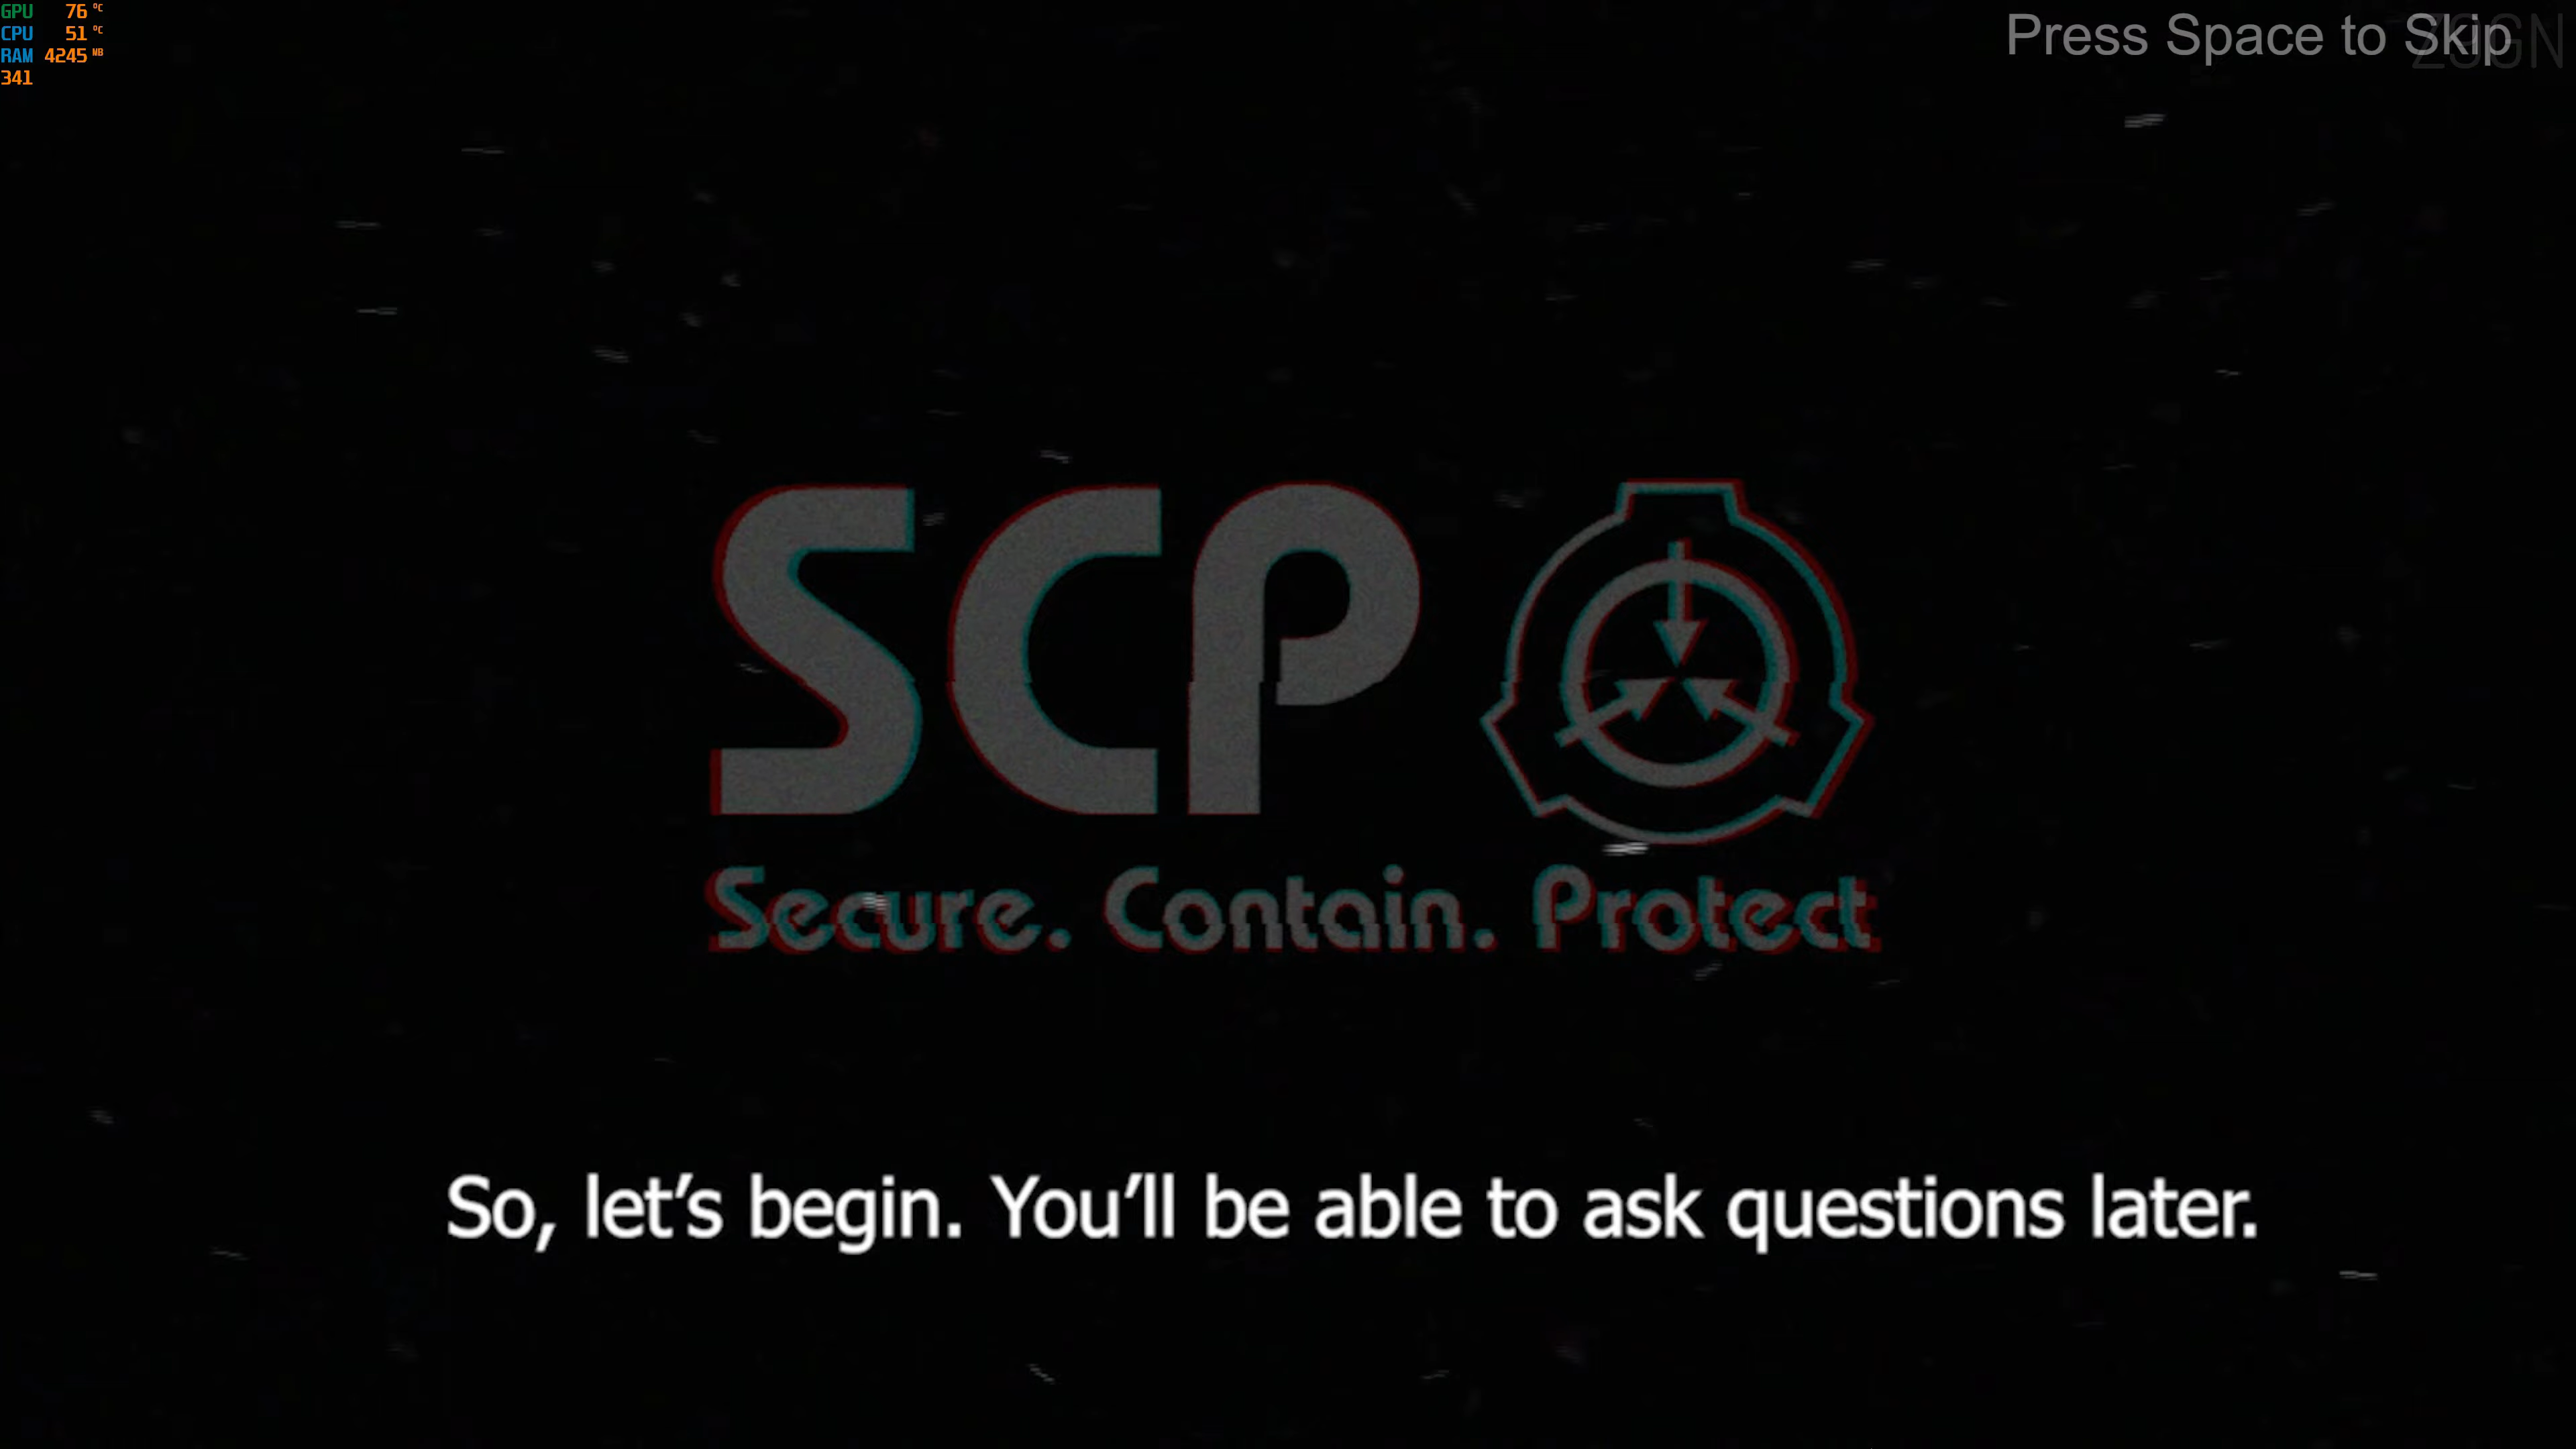 GPU 76 °C
CPU 51 °C
RAM 4245 MB
341
Press Space to Skip
ZSGN
SCP
Secure. Contain. Protect
So, let’s begin. You’ll be able to ask questions later.